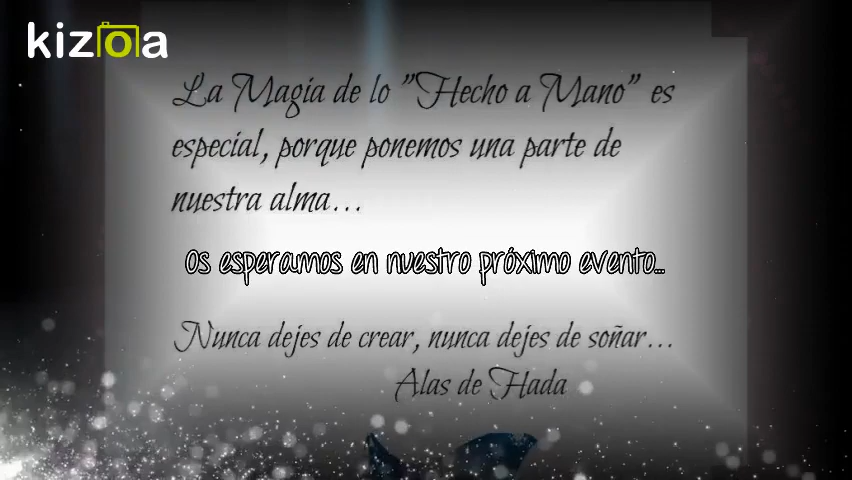 kizoa
La Magia de lo "Hecho a Mano" es
especial, porque ponemos una parte de
nuestra alma...
Os esperamos en nuestro próximo evento...
Nunca dejes de crear, nunca dejes de soñar...
Alas de Hada